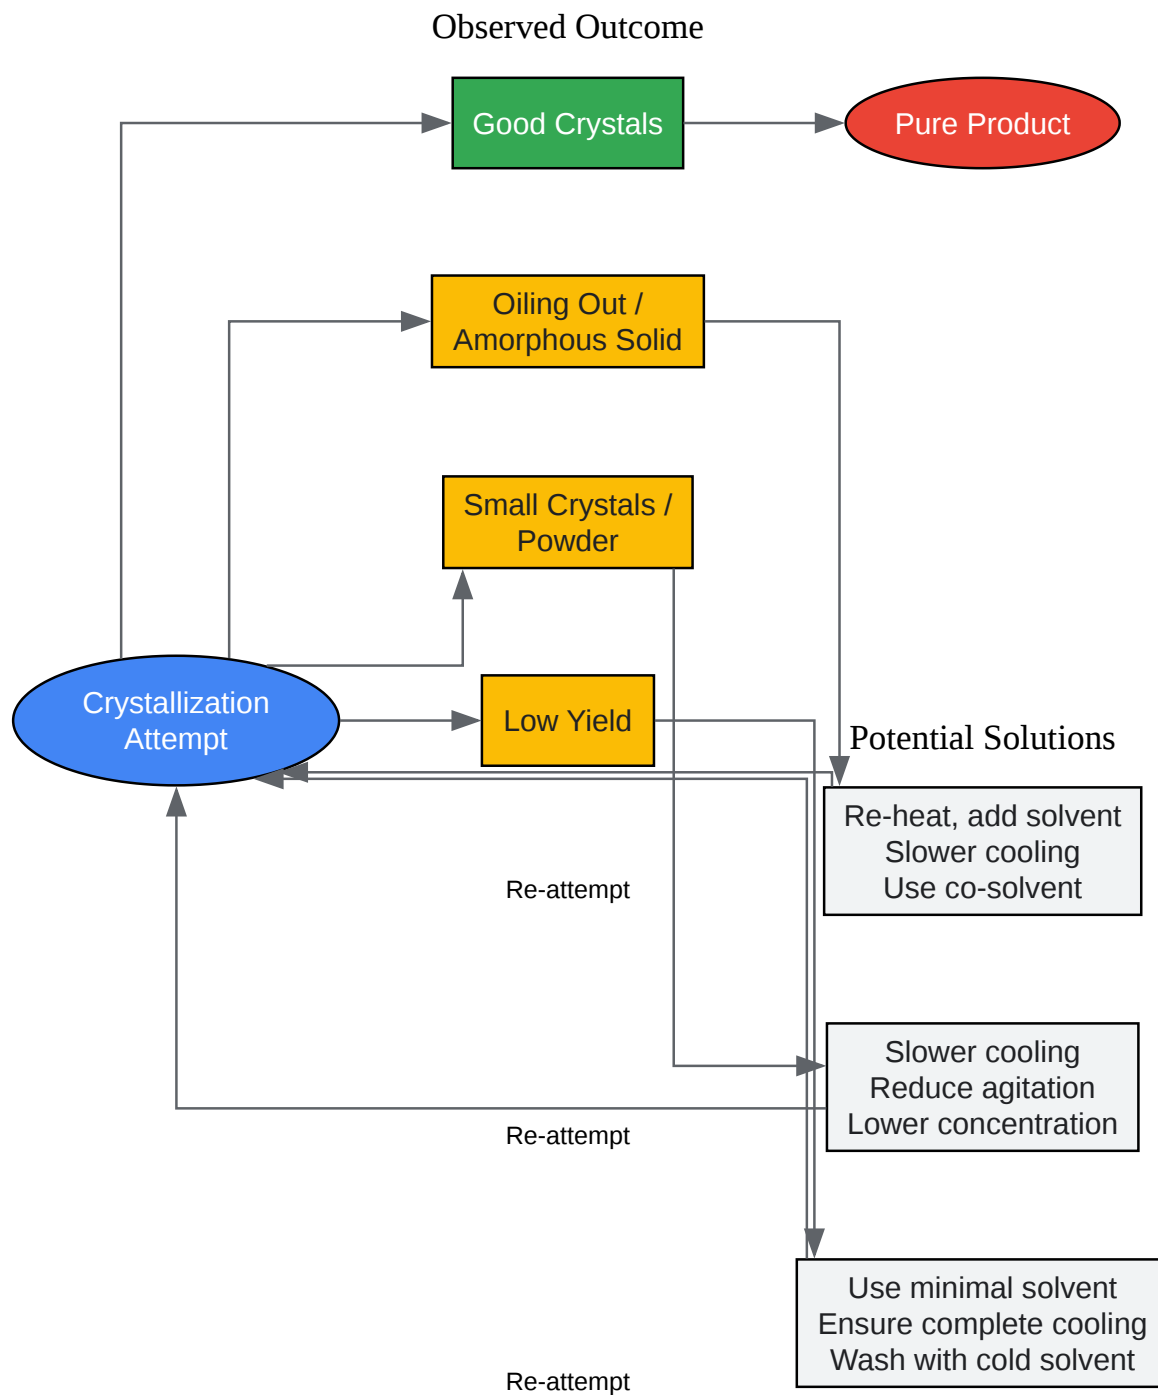 Observed Outcome
Good Crystals
Pure Product
Oiling Out /
Amorphous Solid
Small Crystals /
Powder
Crystallization
Attempt
Low Yield
Potential Solutions
Re-heat, add solvent
Slower cooling
Use co-solvent
Re-attempt
Slower cooling
Reduce agitation
Lower concentration
Re-attempt
Use minimal solvent
Ensure complete cooling
Wash with cold solvent
Re-attempt